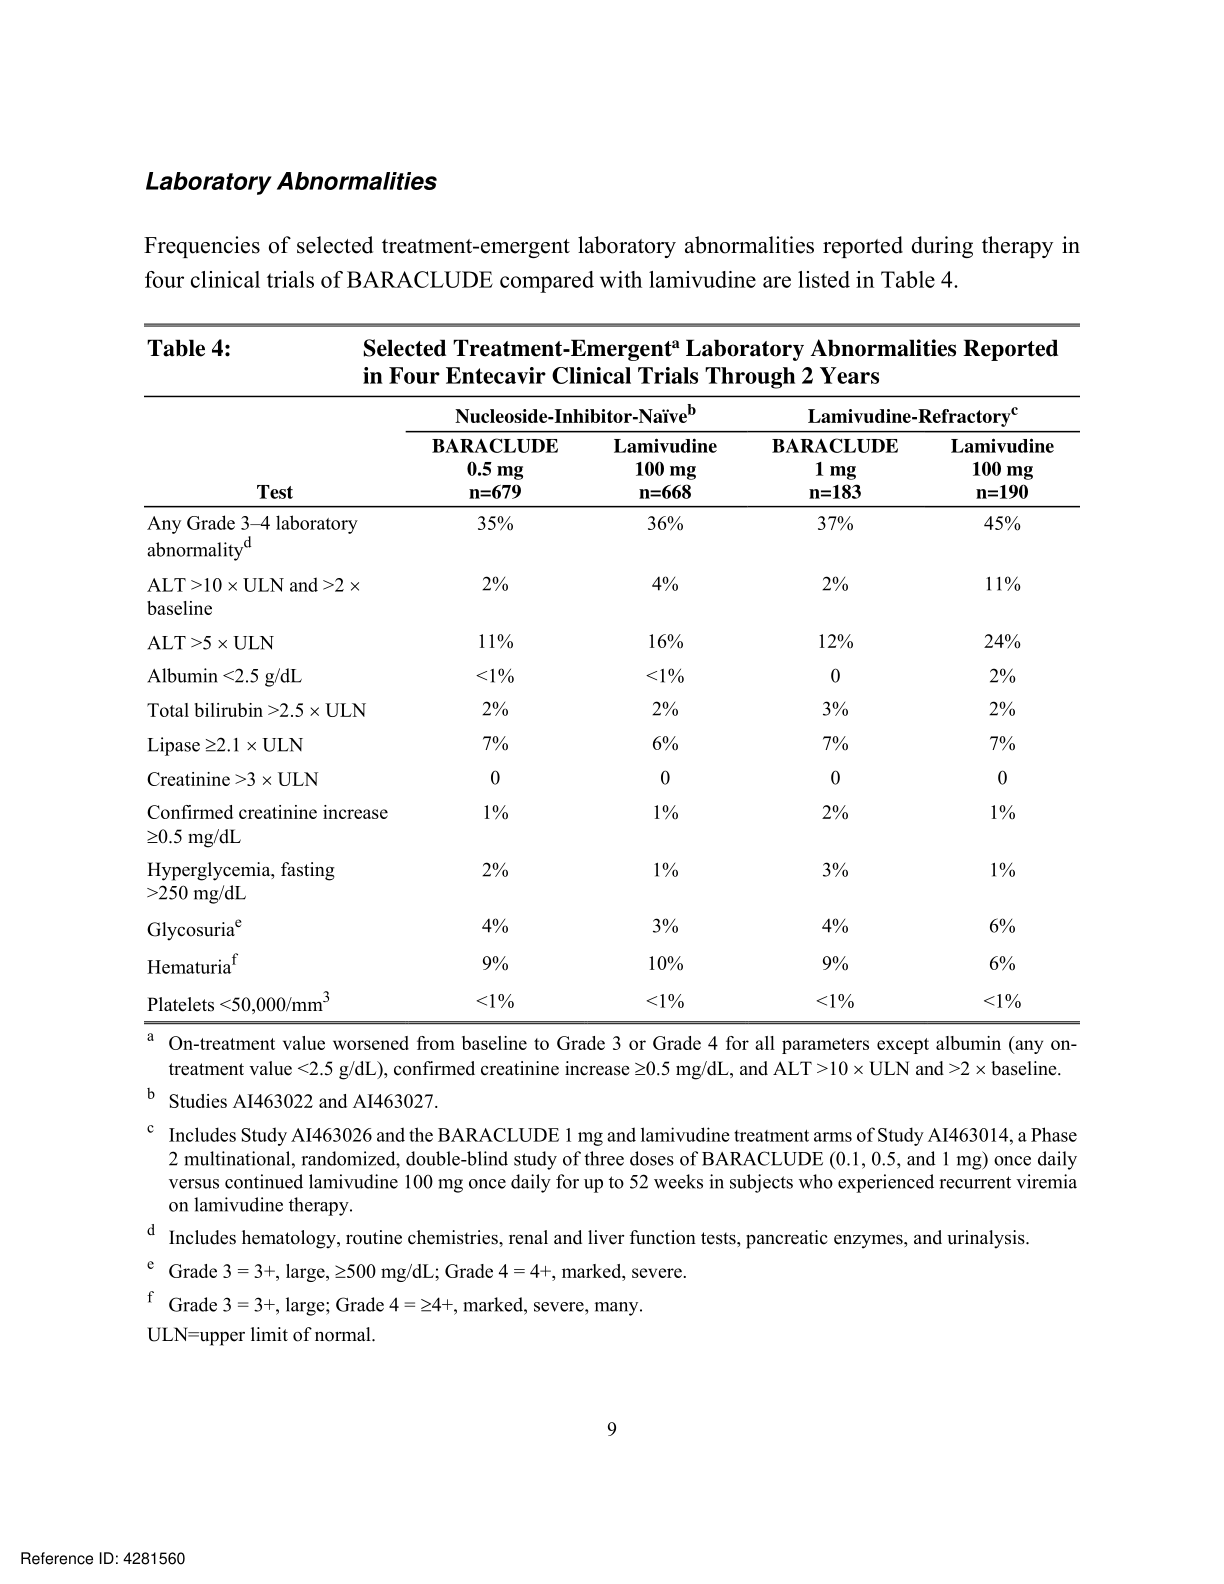 Laboratory Abnormalities
Frequencies of selected treatment-emergent laboratory abnormalities reported during therapy in
four clinical trials of BARACLUDE compared with lamivudine are listed in Table 4.
Table 4: Selected Treatment-Emergentᵃ Laboratory Abnormalities Reported
in Four Entecavir Clinical Trials Through 2 Years
Nucleoside-Inhibitor-Naïveᵇ Lamivudine-Refractoryᶜ
BARACLUDE Lamivudine BARACLUDE Lamivudine
0.5 mg 100 mg 1 mg 100 mg
Test n=679 n=668 n=183 n=190
Any Grade 3–4 laboratory 35% 36% 37% 45%
abnormalityᵈ
ALT >10 × ULN and >2 × 2% 4% 2% 11%
baseline
ALT >5 × ULN 11% 16% 12% 24%
Albumin <2.5 g/dL <1% <1% 0 2%
Total bilirubin >2.5 × ULN 2% 2% 3% 2%
Lipase ≥2.1 × ULN 7% 6% 7% 7%
Creatinine >3 × ULN 0 0 0 0
Confirmed creatinine increase 1% 1% 2% 1%
≥0.5 mg/dL
Hyperglycemia, fasting 2% 1% 3% 1%
>250 mg/dL
Glycosuriaᵉ 4% 3% 4% 6%
Hematuriaᶠ 9% 10% 9% 6%
Platelets <50,000/mm³ <1% <1% <1% <1%
ᵃ On-treatment value worsened from baseline to Grade 3 or Grade 4 for all parameters except albumin (any on-
treatment value <2.5 g/dL), confirmed creatinine increase ≥0.5 mg/dL, and ALT >10 × ULN and >2 × baseline.
ᵇ Studies AI463022 and AI463027.
ᶜ Includes Study AI463026 and the BARACLUDE 1 mg and lamivudine treatment arms of Study AI463014, a Phase
2 multinational, randomized, double-blind study of three doses of BARACLUDE (0.1, 0.5, and 1 mg) once daily
versus continued lamivudine 100 mg once daily for up to 52 weeks in subjects who experienced recurrent viremia
on lamivudine therapy.
ᵈ Includes hematology, routine chemistries, renal and liver function tests, pancreatic enzymes, and urinalysis.
ᵉ Grade 3 = 3+, large, ≥500 mg/dL; Grade 4 = 4+, marked, severe.
ᶠ Grade 3 = 3+, large; Grade 4 = ≥4+, marked, severe, many.
ULN=upper limit of normal.
9
Reference ID: 4281560